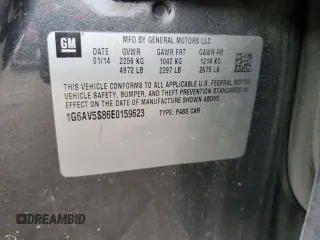 GM
MFD BY GENERAL MOTORS LLC
DATE GVWR GAWR FRT GAWR RR
01/14 2256 KG 1042 KG 1214 KG
4972 LB 2297 LB 2675 LB
THIS VEHICLE CONFORMS TO ALL APPLICABLE U.S. FEDERAL MOTOR
VEHICLE SAFETY, BUMPER, AND THEFT PREVENTION STANDARDS
IN EFFECT ON THE DATE OF MANUFACTURE SHOWN ABOVE.
1G6AV5S86E0159623 TYPE: PASS CAR
DREAMBID